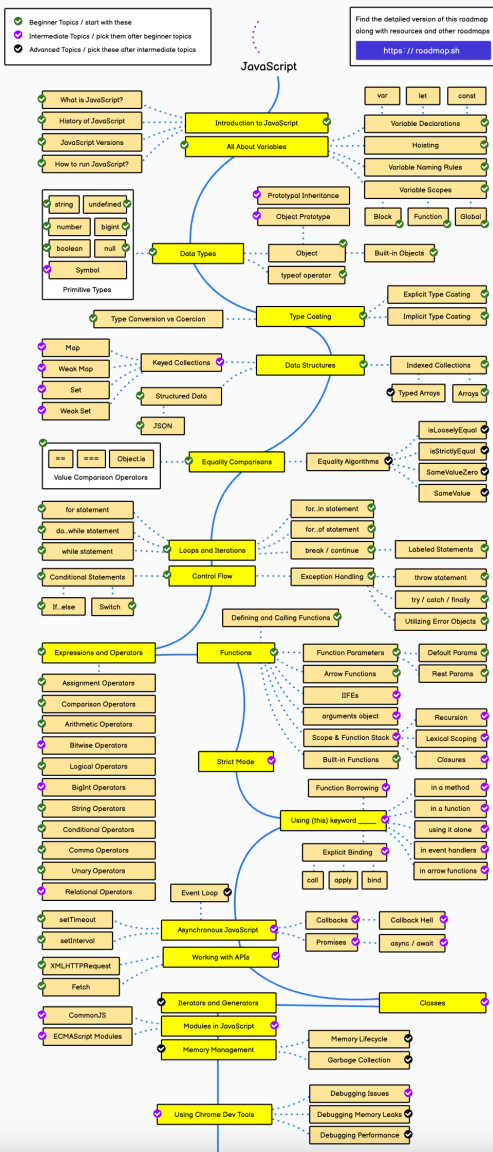 Beginner Topics / start with these
Intermediate Topics / pick them after beginner topics
Advanced Topics / pick these after intermediate topics
Find the detailed version of this roadmap
along with resources and other roadmaps
https://roadmap.sh
JavaScript
What is JavaScript?
History of JavaScript
JavaScript Versions
How to run JavaScript?
Introduction to JavaScript
All About Variables
var
let
const
Variable Declarations
Hoisting
Variable Naming Rules
Variable Scopes
Block
Function
Global
string
undefined
number
bigint
boolean
null
Symbol
Primitive Types
Data Types
Prototypal Inheritance
Object Prototype
Object
typeof operator
Built-in Objects
Type Conversion vs Coercion
Type Casting
Explicit Type Casting
Implicit Type Casting
Map
Weak Map
Set
Weak Set
Keyed Collections
Structured Data
JSON
Data Structures
Indexed Collections
Typed Arrays
Arrays
==
===
Object.is
Value Comparison Operators
Equality Comparisons
Equality Algorithms
isLooselyEqual
isStrictlyEqual
SameValueZero
SameValue
for statement
do...while statement
while statement
Loops and Iterations
for...in statement
for...of statement
break / continue
Labeled Statements
Conditional Statements
If...else
Switch
Control Flow
Exception Handling
throw statement
try / catch / finally
Utilizing Error Objects
Defining and Calling Functions
Expressions and Operators
Functions
Function Parameters
Default Params
Rest Params
Arrow Functions
IIFEs
arguments object
Scope & Function Stack
Built-in Functions
Recursion
Lexical Scoping
Closures
Assignment Operators
Comparison Operators
Arithmetic Operators
Bitwise Operators
Logical Operators
BigInt Operators
String Operators
Conditional Operators
Comma Operators
Unary Operators
Relational Operators
Strict Mode
Function Borrowing
Using (this) keyword ____
Explicit Binding
call
apply
bind
in a method
in a function
using it alone
in event handlers
in arrow functions
Event Loop
setTimeout
setInterval
Asynchronous JavaScript
Callbacks
Callback Hell
Promises
async / await
XMLHTTPRequest
Fetch
Working with APIs
Iterators and Generators
Classes
CommonJS
ECMAScript Modules
Modules in JavaScript
Memory Management
Memory Lifecycle
Garbage Collection
Using Chrome Dev Tools
Debugging Issues
Debugging Memory Leaks
Debugging Performance